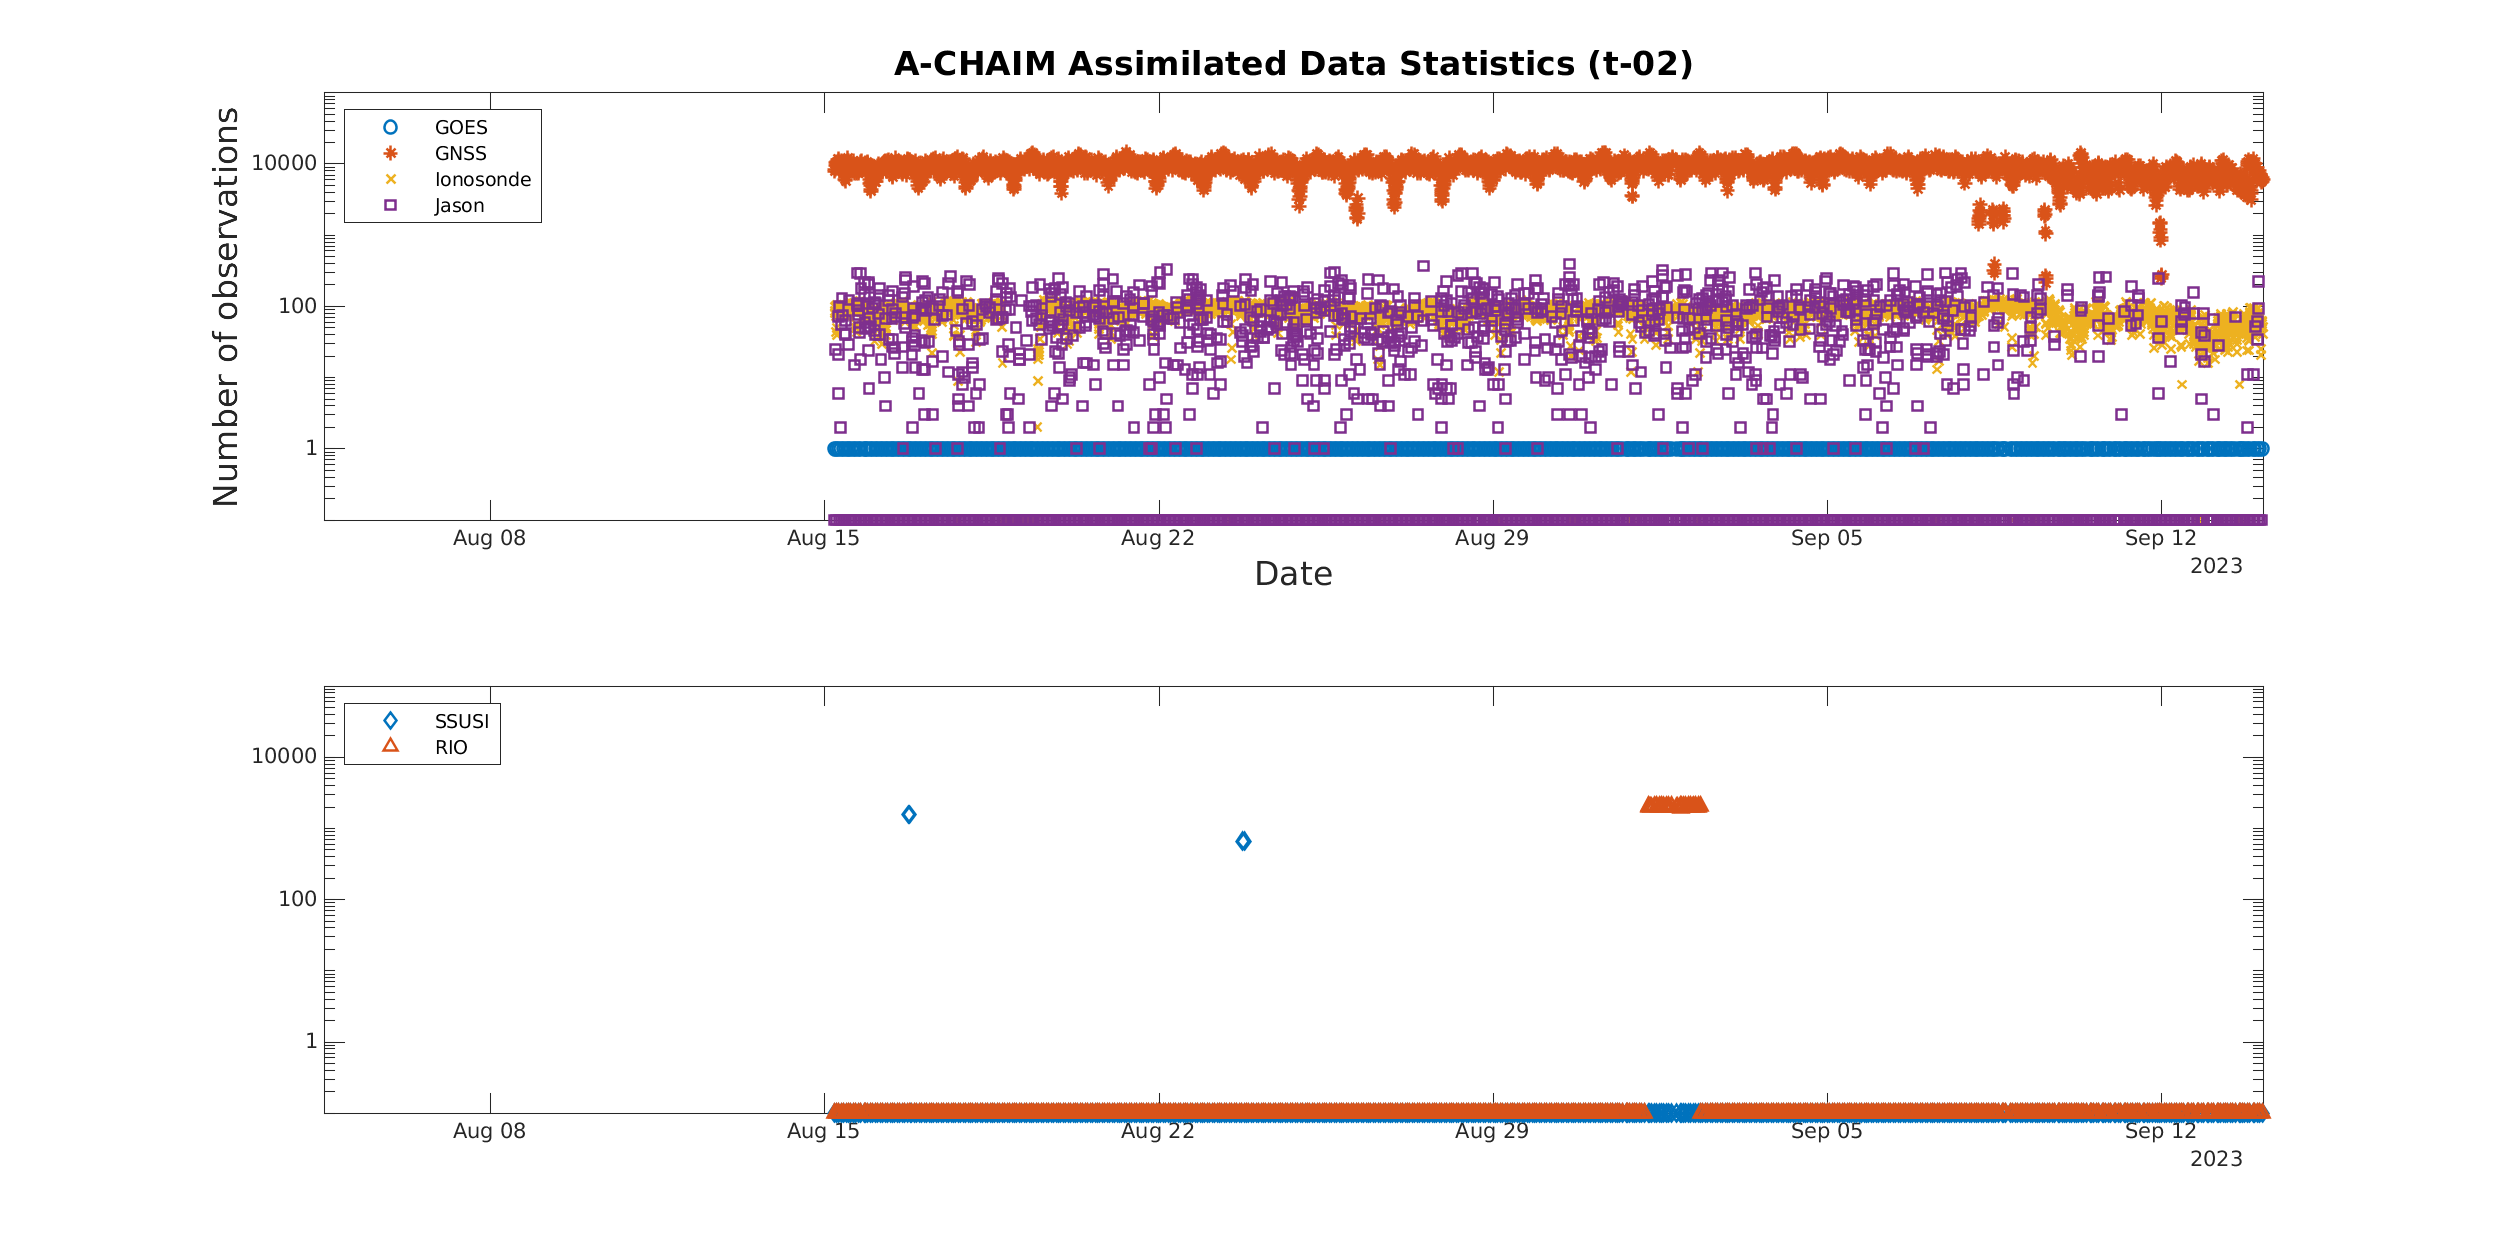 A-CHAIM Assimilated Data Statistics (t-02)
Number of observations
10000
100
1
GOES
GNSS
Ionosonde
Jason
Aug 08
Aug 15
Aug 22
Aug 29
Sep 05
Sep 12
2023
Date
10000
100
1
SSUSI
RIO
Aug 08
Aug 15
Aug 22
Aug 29
Sep 05
Sep 12
2023